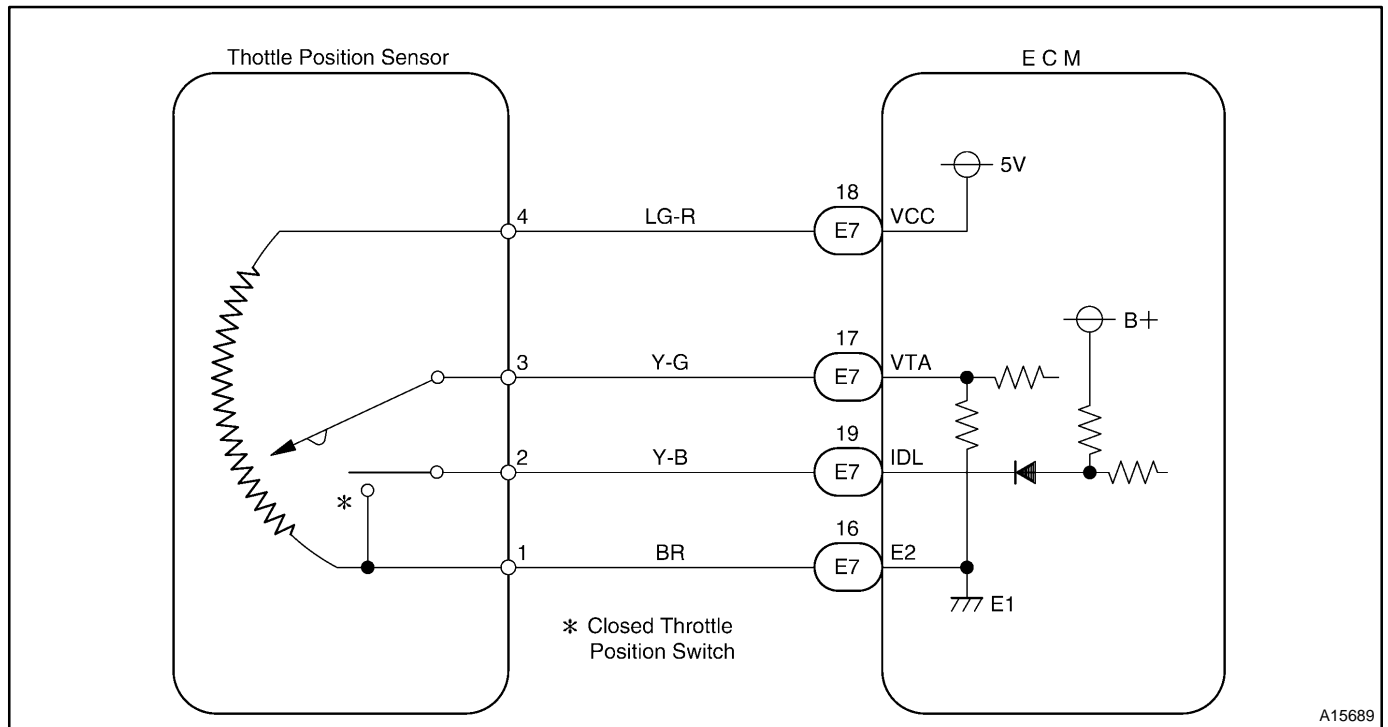 Thottle Position Sensor
E C M
5V
4 LG-R 18 E7 VCC
B+
3 Y-G 17 E7 VTA
2 Y-B 19 E7 IDL
*
1 BR 16 E7 E2
E1
* Closed Throttle
Position Switch
A15689